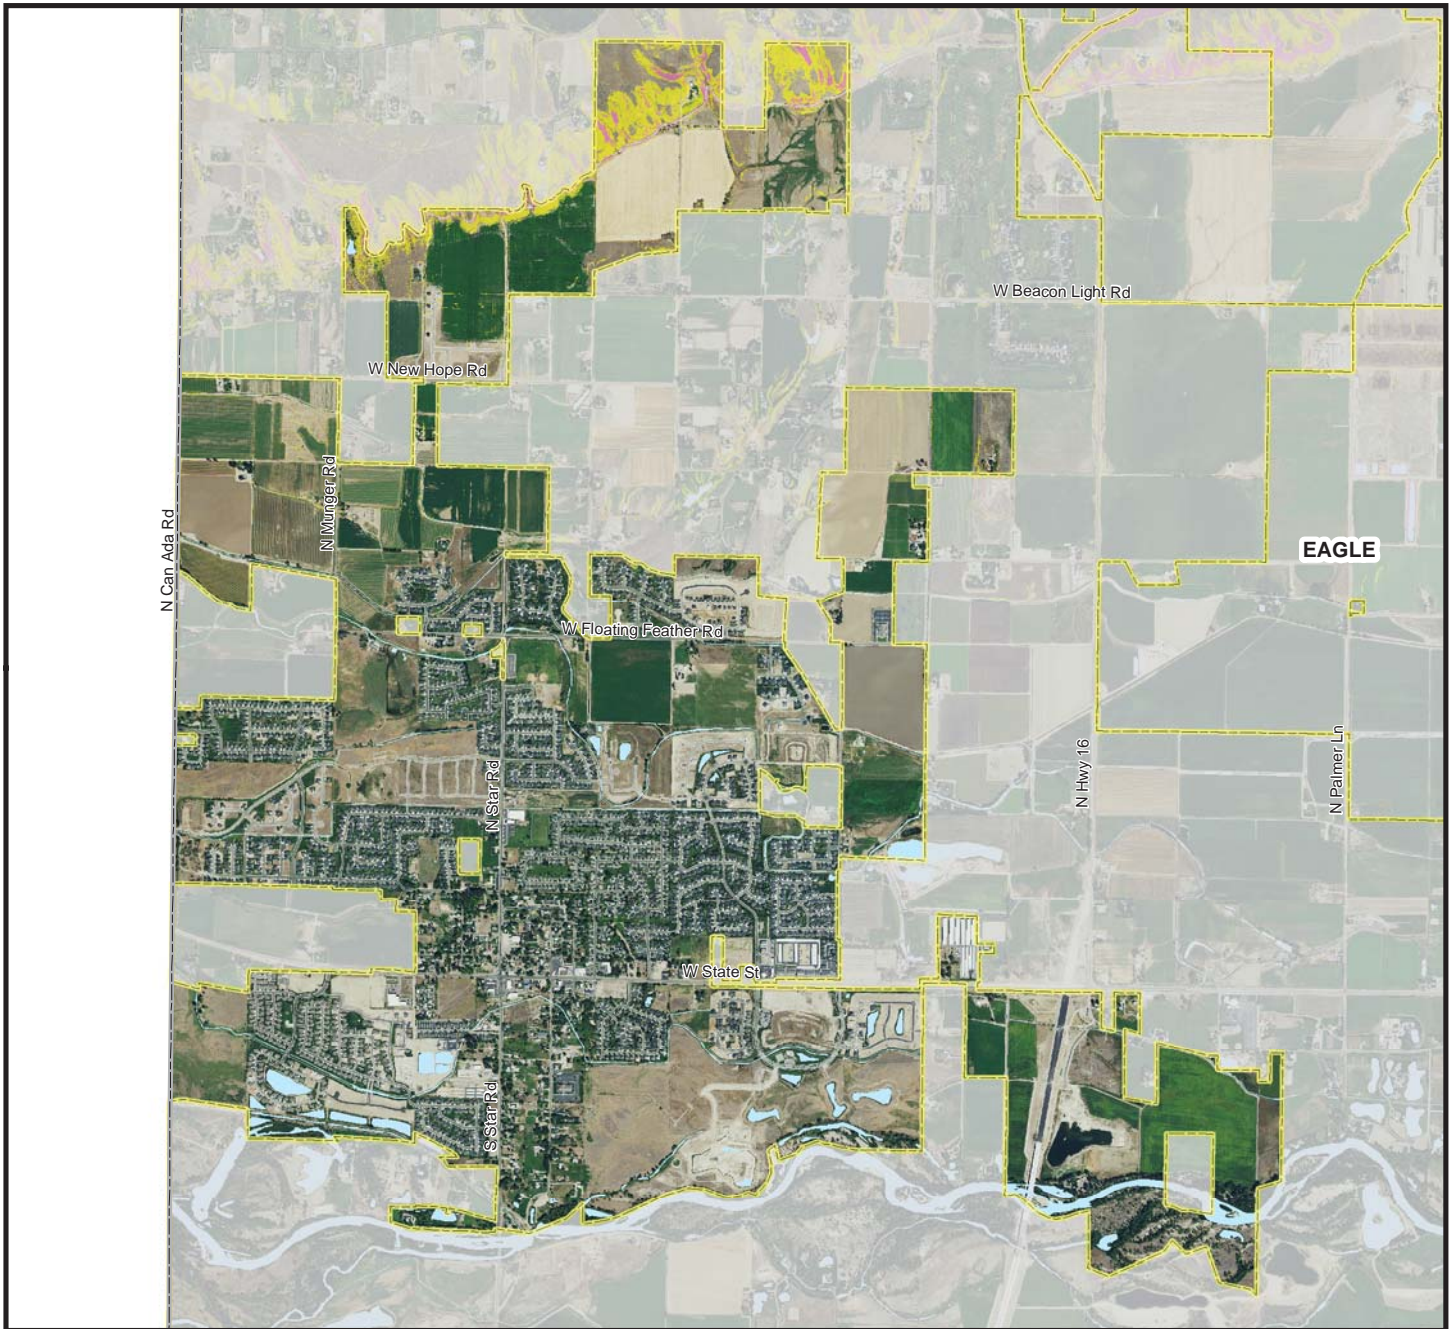 W Beacon Light Rd
W New Hope Rd
N Munger Rd
N Can Ada Rd
EAGLE
W Floating Feather Rd
N Star Rd
N Hwy 16
N Palmer Ln
W State St
S Star Rd